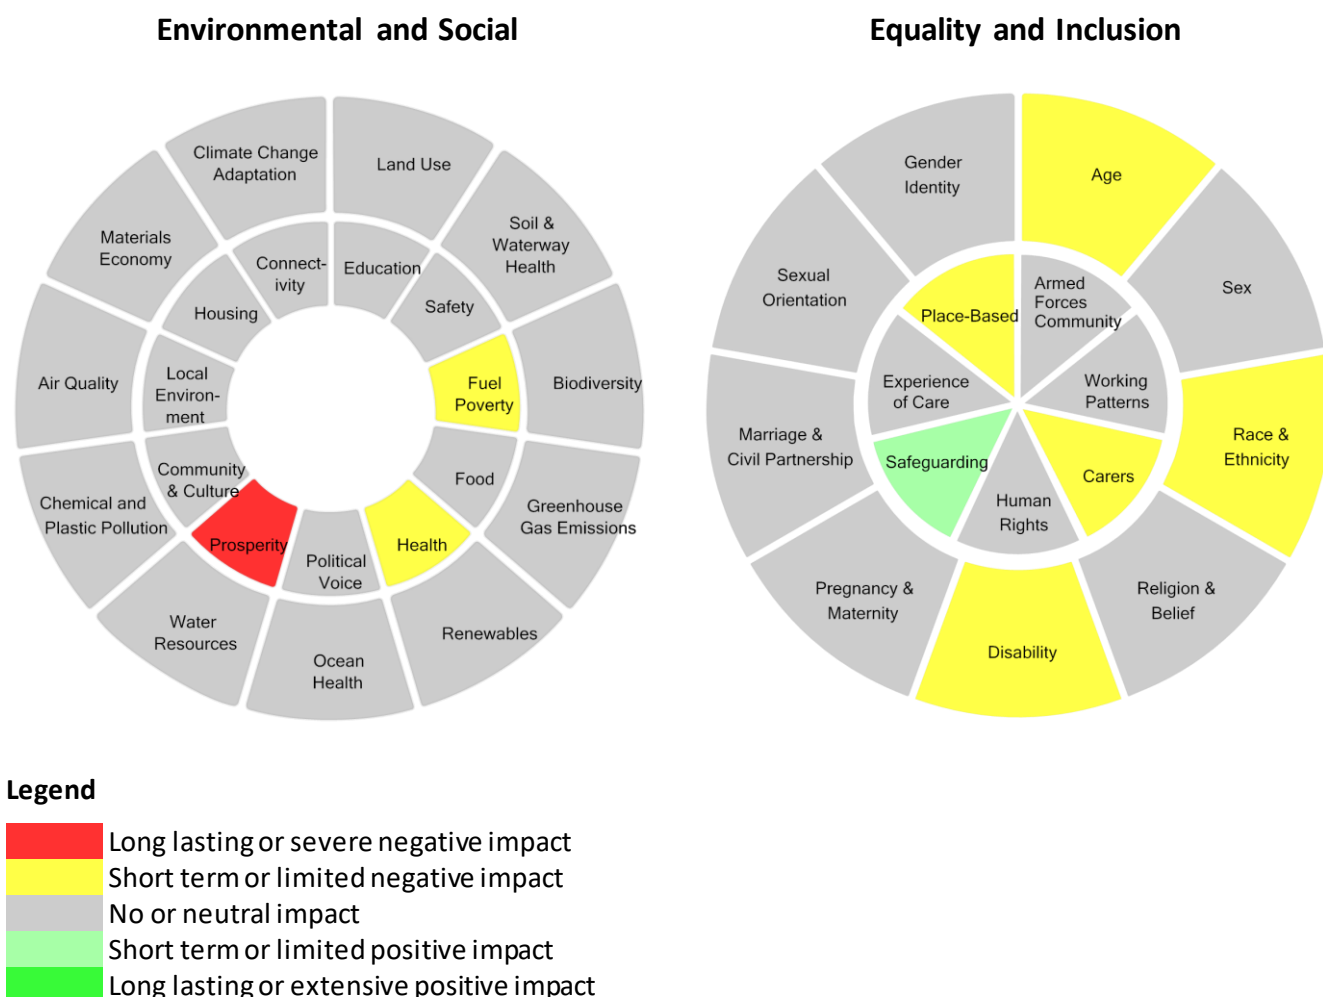 Environmental and Social
Climate Change
Adaptation
Land Use
Soil &
Waterway
Health
Biodiversity
Greenhouse
Gas Emissions
Renewables
Ocean
Health
Water
Resources
Chemical and
Plastic Pollution
Air Quality
Materials
Economy
Connect-
ivity
Education
Safety
Fuel
Poverty
Food
Health
Political
Voice
Prosperity
Community
& Culture
Local
Environ-
ment
Housing
Equality and Inclusion
Gender
Identity
Age
Sex
Race &
Ethnicity
Religion &
Belief
Disability
Pregnancy &
Maternity
Marriage &
Civil Partnership
Sexual
Orientation
Place-Based
Armed
Forces
Community
Working
Patterns
Carers
Human
Rights
Safeguarding
Experience
of Care
Legend
Long lasting or severe negative impact
Short term or limited negative impact
No or neutral impact
Short term or limited positive impact
Long lasting or extensive positive impact